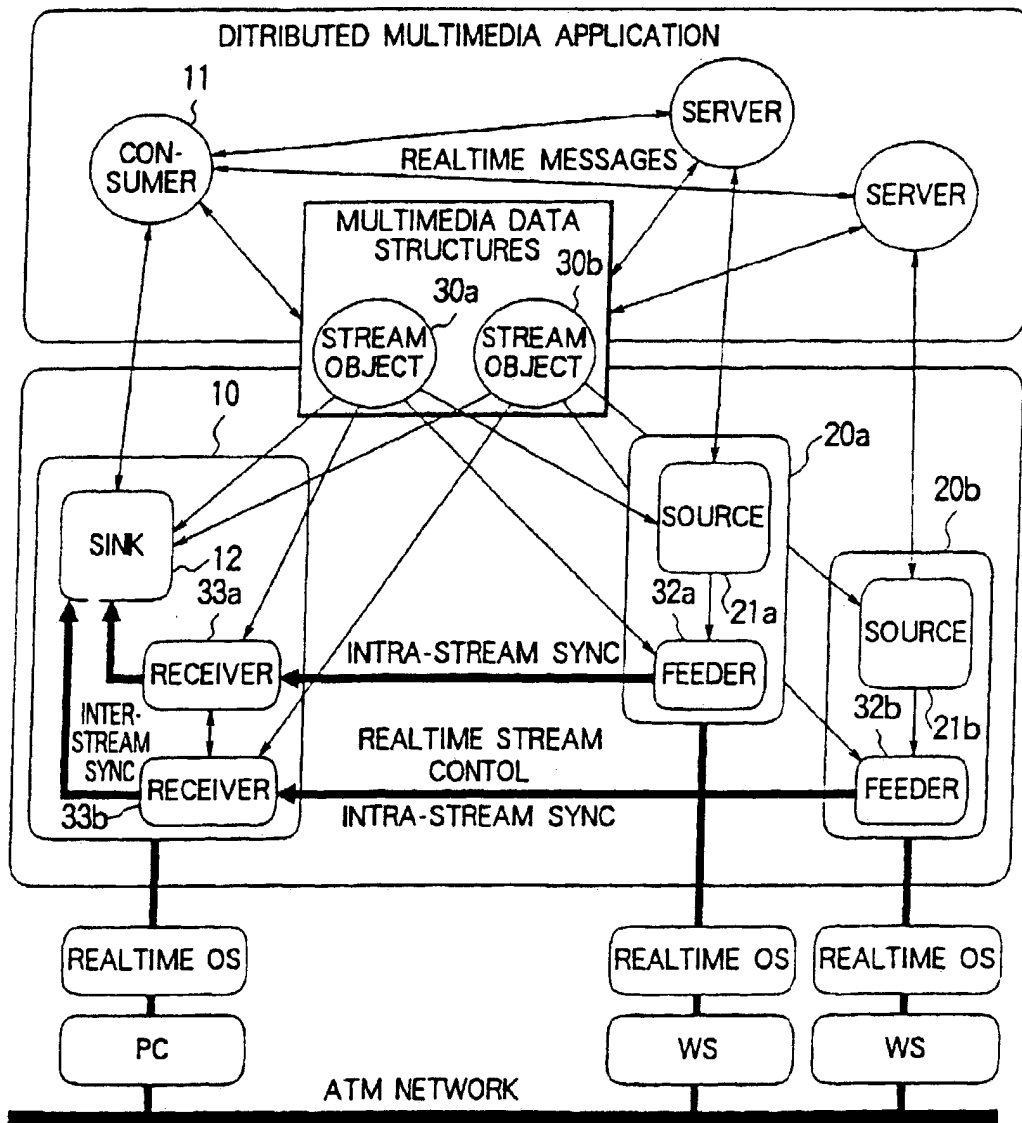 DITRIBUTED MULTIMEDIA APPLICATION
11
CON-
SUMER
SERVER
REALTIME MESSAGES
SERVER
MULTIMEDIA DATA
STRUCTURES
30a
30b
STREAM
OBJECT
STREAM
OBJECT
10
20a
20b
SINK
12
SOURCE
21a
33a
32a
SOURCE
21b
RECEIVER
INTRA-STREAM SYNC
FEEDER
32b
INTER-
STREAM
SYNC
REALTIME STREAM
CONTOL
RECEIVER
33b
INTRA-STREAM SYNC
FEEDER
REALTIME OS
REALTIME OS
REALTIME OS
PC
WS
WS
ATM NETWORK